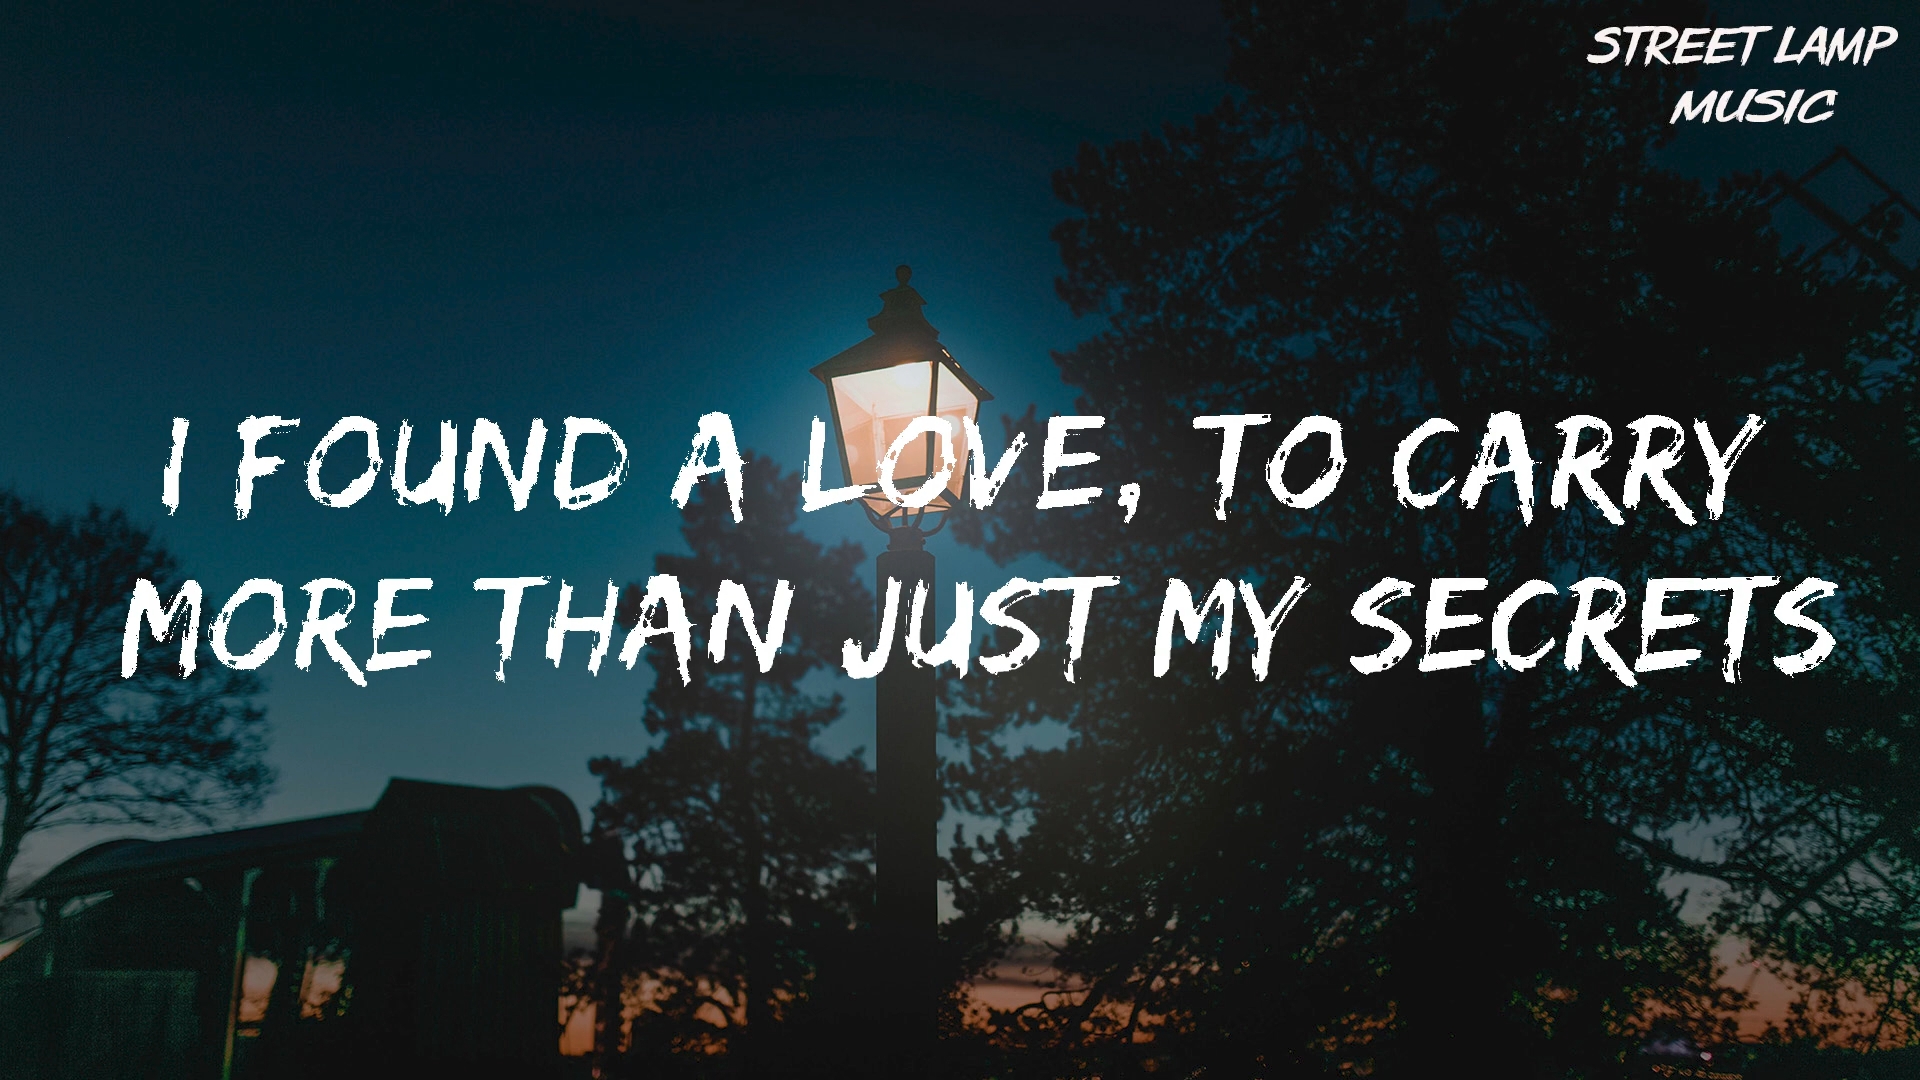 STREET LAMP
MUSIC
I FOUND A LOVE, TO CARRY
MORE THAN JUST MY SECRETS